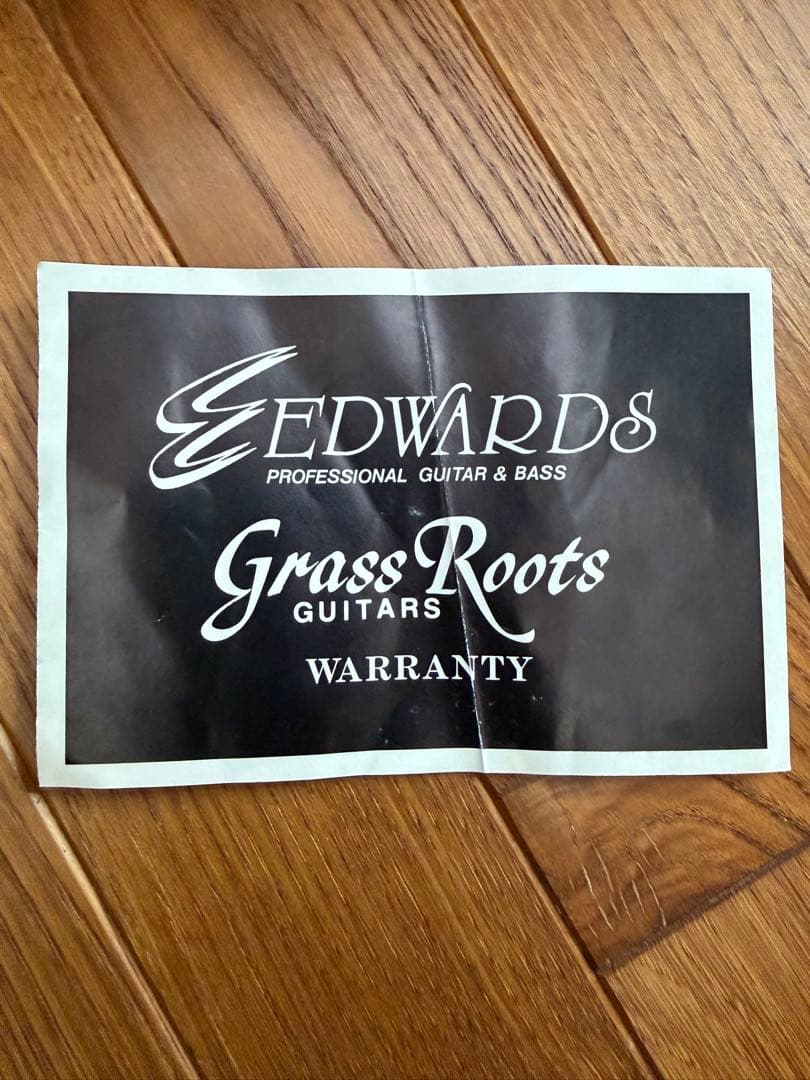 EDWARDS
PROFESSIONAL GUITAR & BASS
Grass Roots
GUITARS
WARRANTY